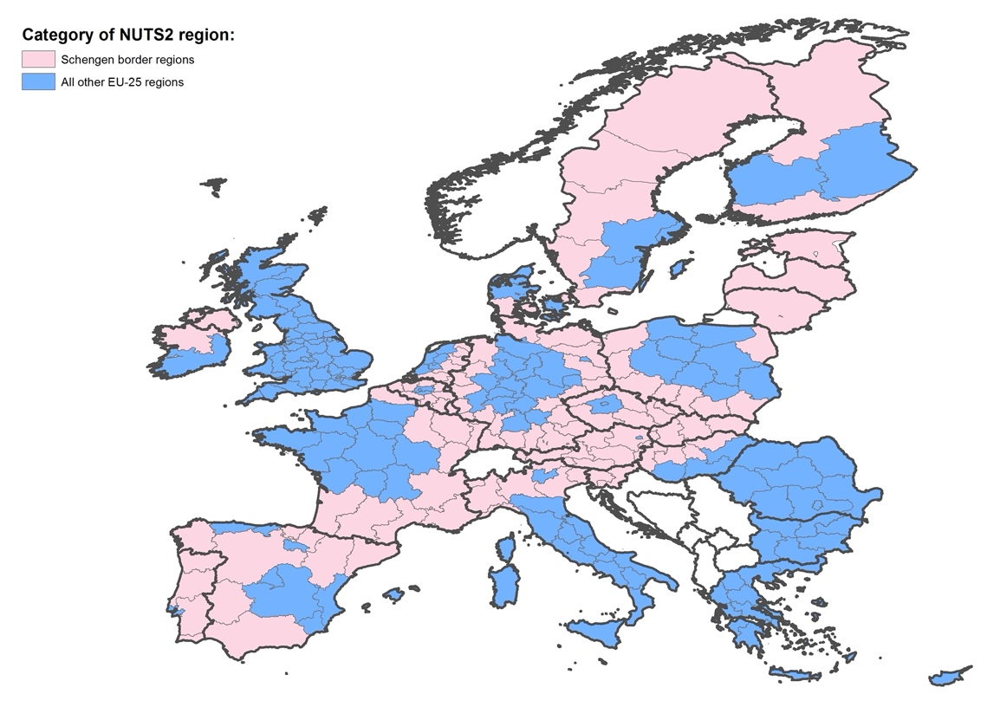 Category of NUTS2 region:
Schengen border regions
All other EU-25 regions